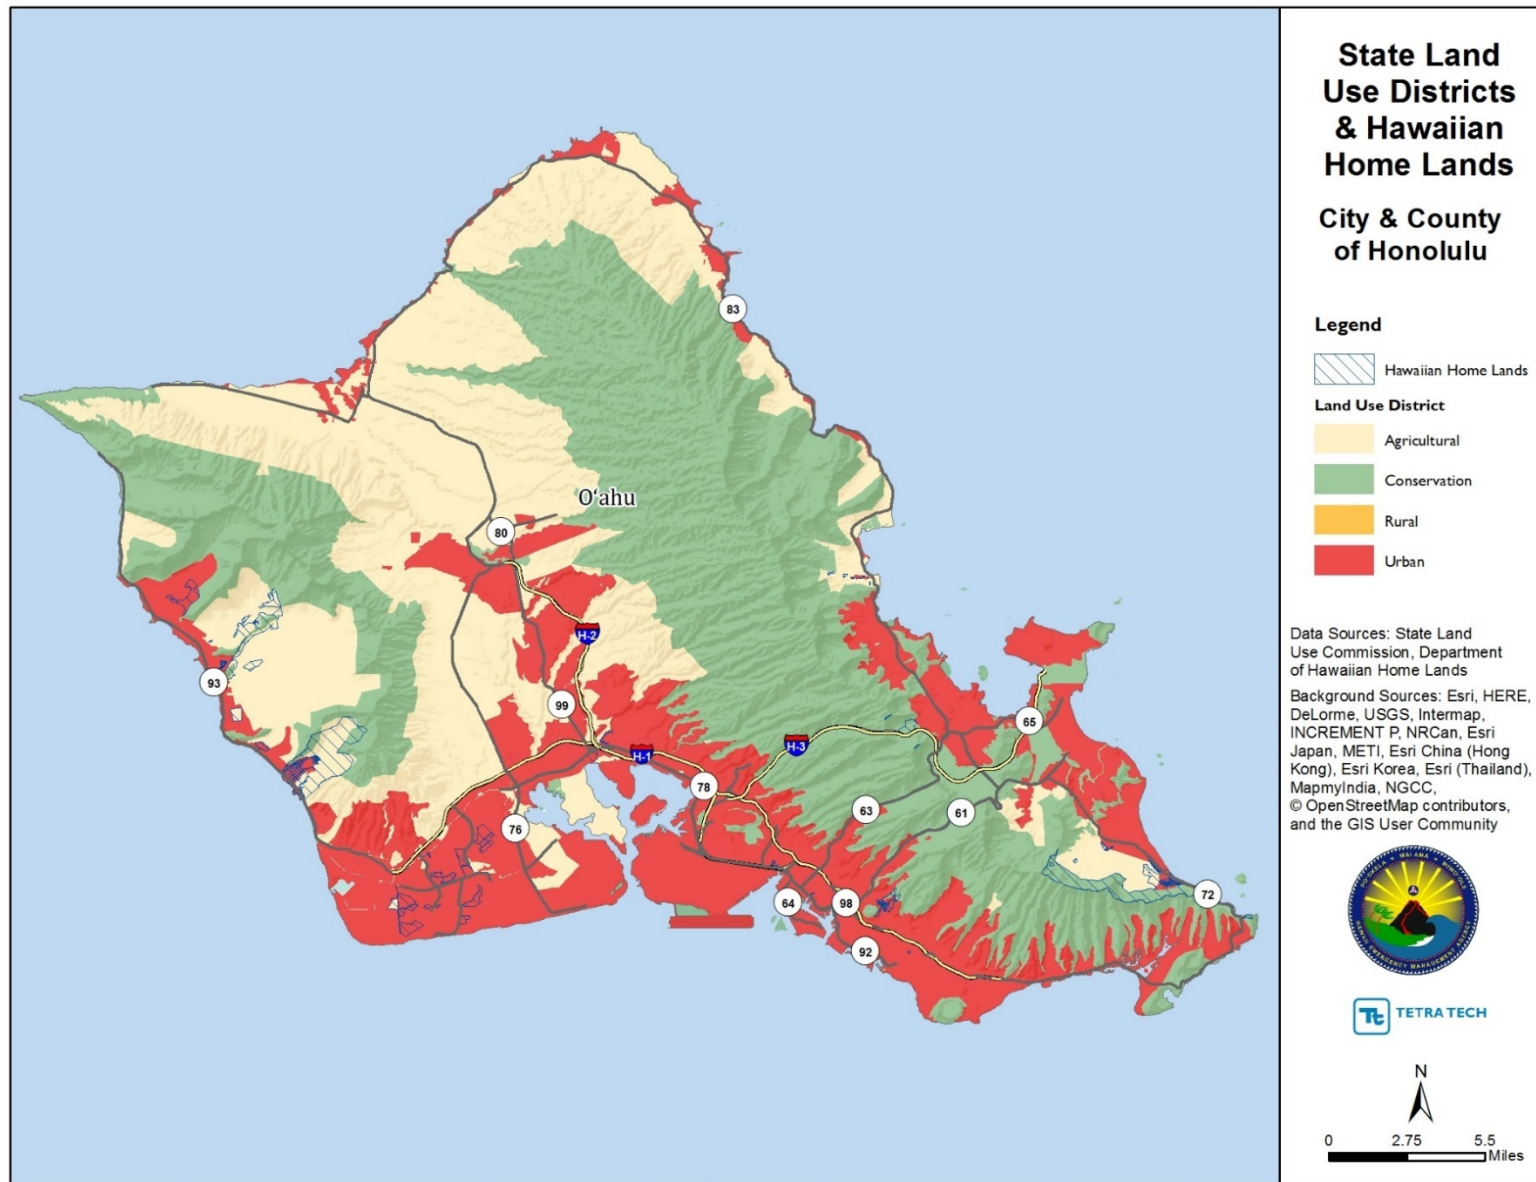 State Land
Use Districts
& Hawaiian
Home Lands
City & County
of Honolulu
Legend
Hawaiian Home Lands
Land Use District
Agricultural
Conservation
Rural
Urban
Data Sources: State Land
Use Commission, Department
of Hawaiian Home Lands
Background Sources: Esri, HERE,
DeLorme, USGS, Intermap,
INCREMENT P, NRCan, Esri
Japan, METI, Esri China (Hong
Kong), Esri Korea, Esri (Thailand),
MapmyIndia, NGCC,
© OpenStreetMap contributors,
and the GIS User Community
TETRA TECH
N
0 2.75 5.5
Miles
83
O‘ahu
80
H-2
93
99
65
H-3
H-1
78
63
61
76
72
64
98
92